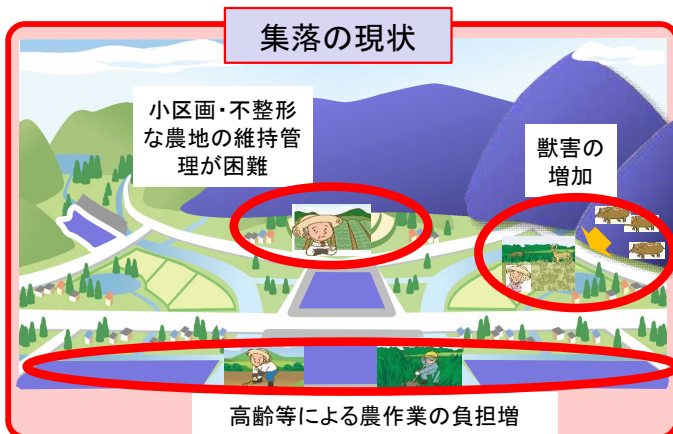 集落の現状
小区画・不整形
な農地の維持管
理が困難
獣害の
増加
高齢等による農作業の負担増